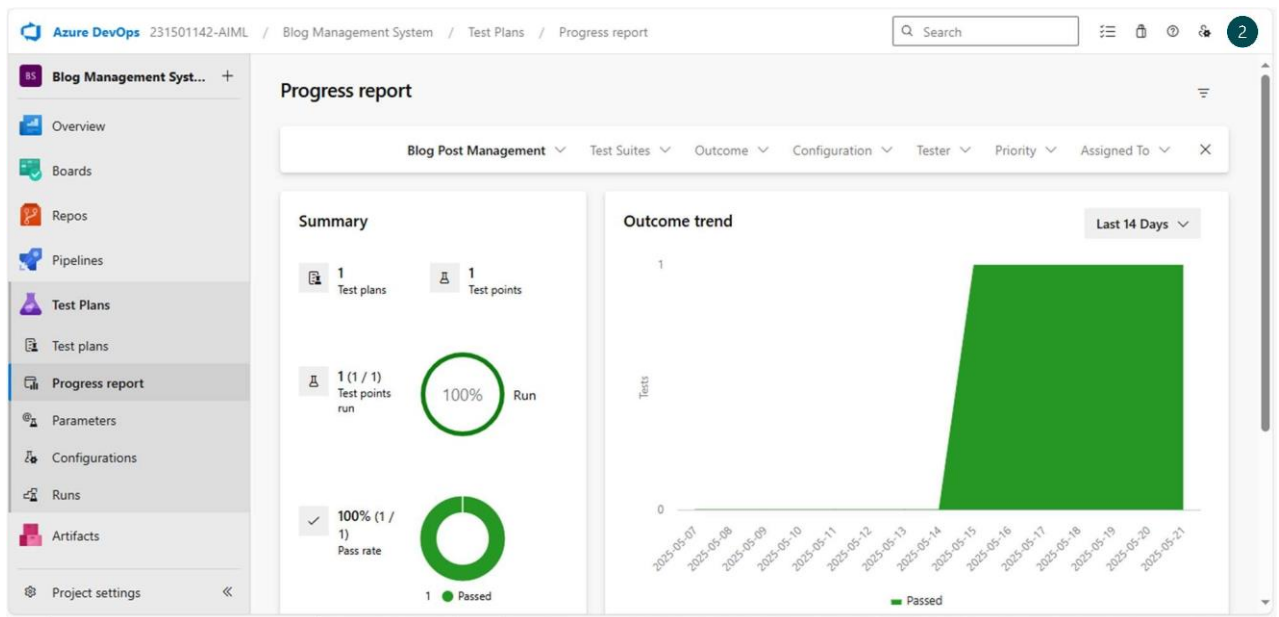 Azure DevOps 231501142-AIML / Blog Management System / Test Plans / Progress report
Search
2
BS Blog Management Syst... +
Overview
Boards
Repos
Pipelines
Test Plans
Test plans
Progress report
Parameters
Configurations
Runs
Artifacts
Project settings
Progress report
Blog Post Management Test Suites Outcome Configuration Tester Priority Assigned To
Summary
1
Test plans
1
Test points
1 (1 / 1)
Test points
run
100%
Run
100% (1 /
1)
Pass rate
1 Passed
Outcome trend
Last 14 Days
1
Tests
0
2025-05-07
2025-05-08
2025-05-09
2025-05-10
2025-05-11
2025-05-12
2025-05-13
2025-05-14
2025-05-15
2025-05-16
2025-05-17
2025-05-18
2025-05-19
2025-05-20
2025-05-21
Passed